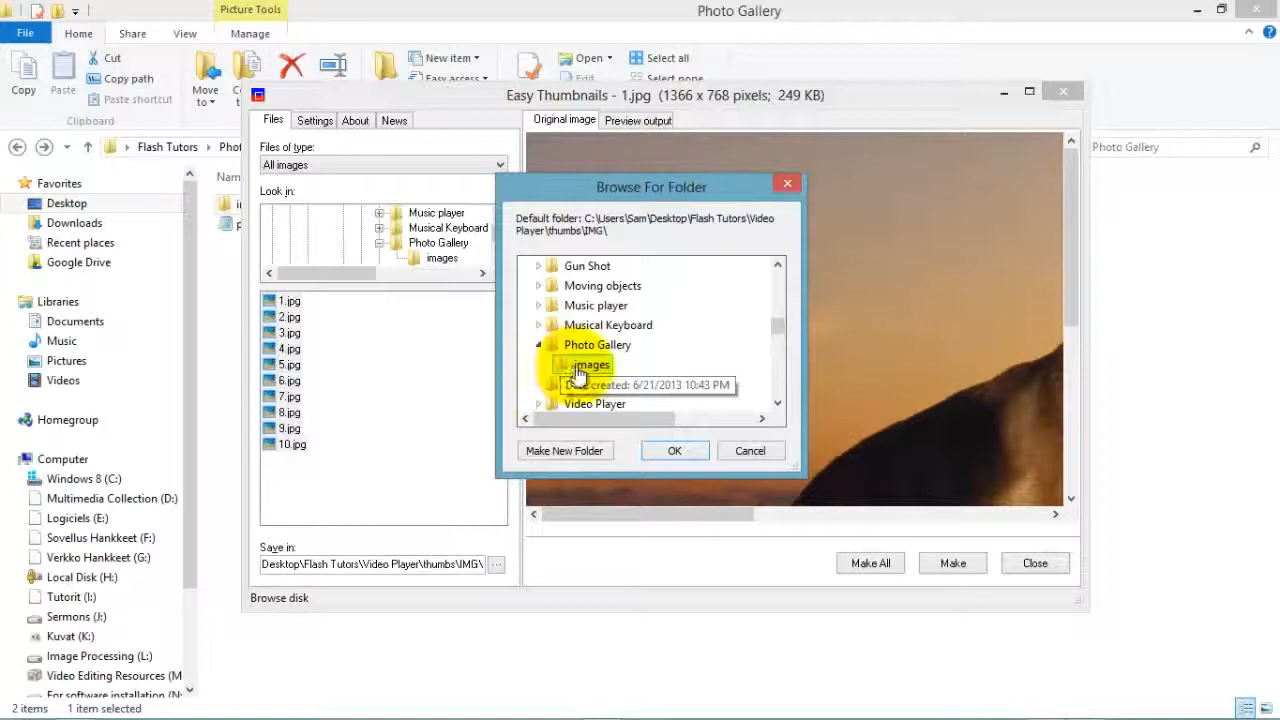 Picture Tools
Photo Gallery
File
Home
Share
View
Manage
Copy
Paste
Cut
Copy path
Paste shortcut
Move
to
New item
Easy access
Open
Edit
Select all
Select none
Clipboard
Flash Tutors
Photo Gallery
Favorites
Desktop
Downloads
Recent places
Google Drive
Libraries
Documents
Music
Pictures
Videos
Homegroup
Computer
Windows 8 (C:)
Multimedia Collection (D:)
Logiciels (E:)
Sovellus Hankkeet (F:)
Verkko Hankkeet (G:)
Local Disk (H:)
Tutorit (I:)
Sermons (J:)
Kuvat (K:)
Image Processing (L:)
Video Editing Resources (M
For software installation (N:
2 items 1 item selected
Easy Thumbnails - 1.jpg (1366 x 768 pixels; 249 KB)
Files
Settings
About
News
Files of type:
All images
Look in:
Music player
Musical Keyboard
Photo Gallery
images
1.jpg
2.jpg
3.jpg
4.jpg
5.jpg
6.jpg
7.jpg
8.jpg
9.jpg
10.jpg
Save in:
Desktop\Flash Tutors\Video Player\thumbs\IMG\
...
Browse disk
Original image
Preview output
Make All
Make
Close
Browse For Folder
Default folder: C:\Users\Sam\Desktop\Flash Tutors\Video
Player\thumbs\IMG\
Gun Shot
Moving objects
Music player
Musical Keyboard
Photo Gallery
images
created: 6/21/2013 10:43 PM
Video Player
Make New Folder
OK
Cancel